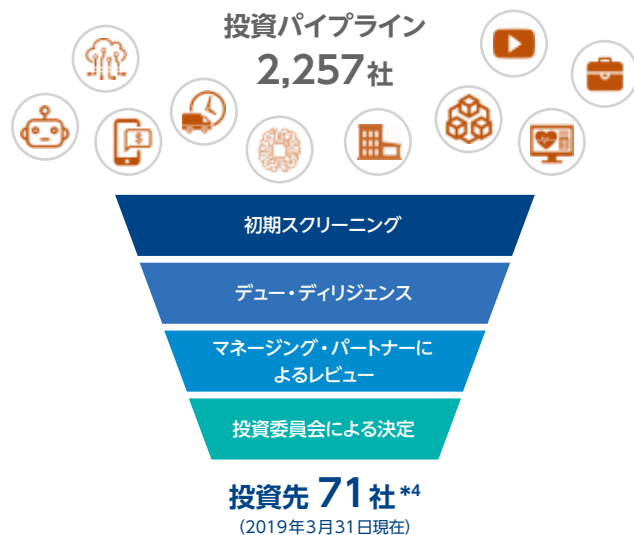 投資パイプライン
2,257社
$
初期スクリーニング
デュー・ディリジェンス
マネージング・パートナーに
よるレビュー
投資委員会による決定
投資先 71社 *4
(2019年3月31日現在)